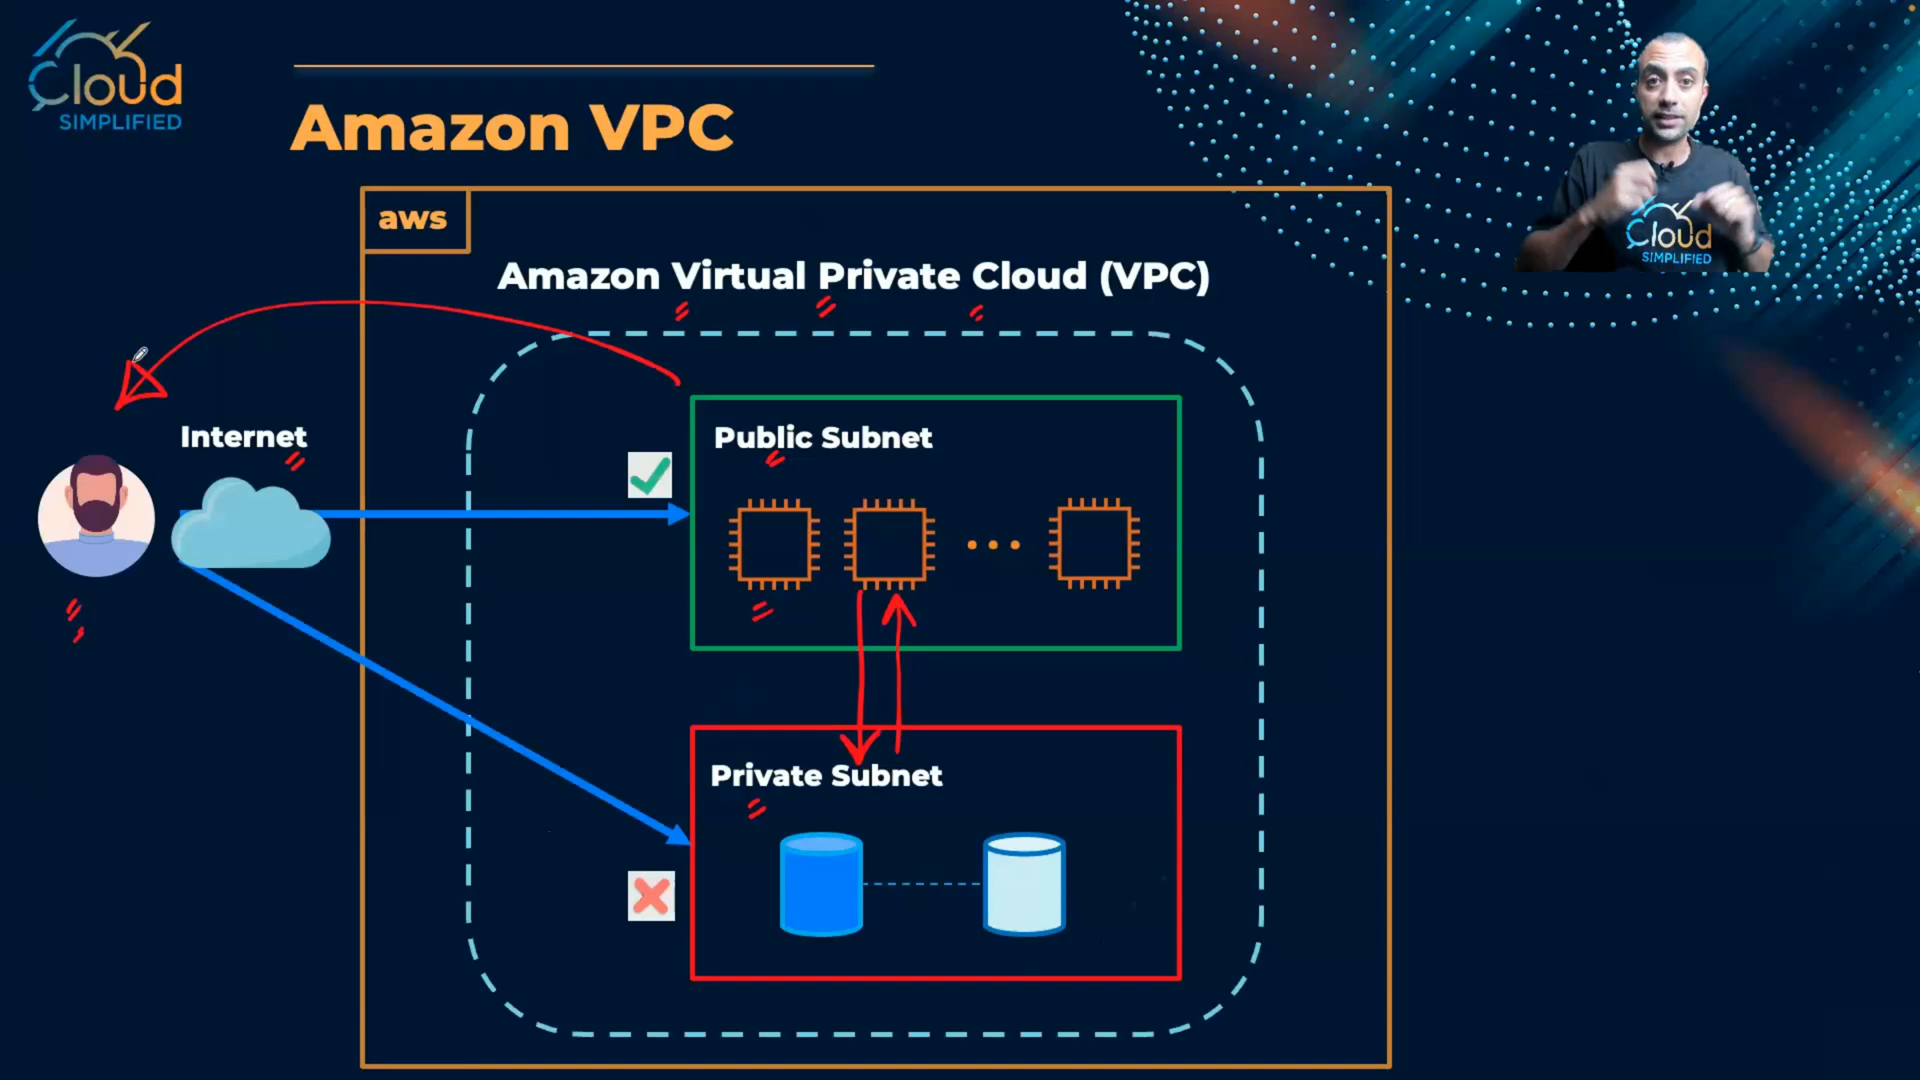 Cloud
SIMPLIFIED
Amazon VPC
aws
Amazon Virtual Private Cloud (VPC)
Internet
Public Subnet
Private Subnet
Cloud
SIMPLIFIED